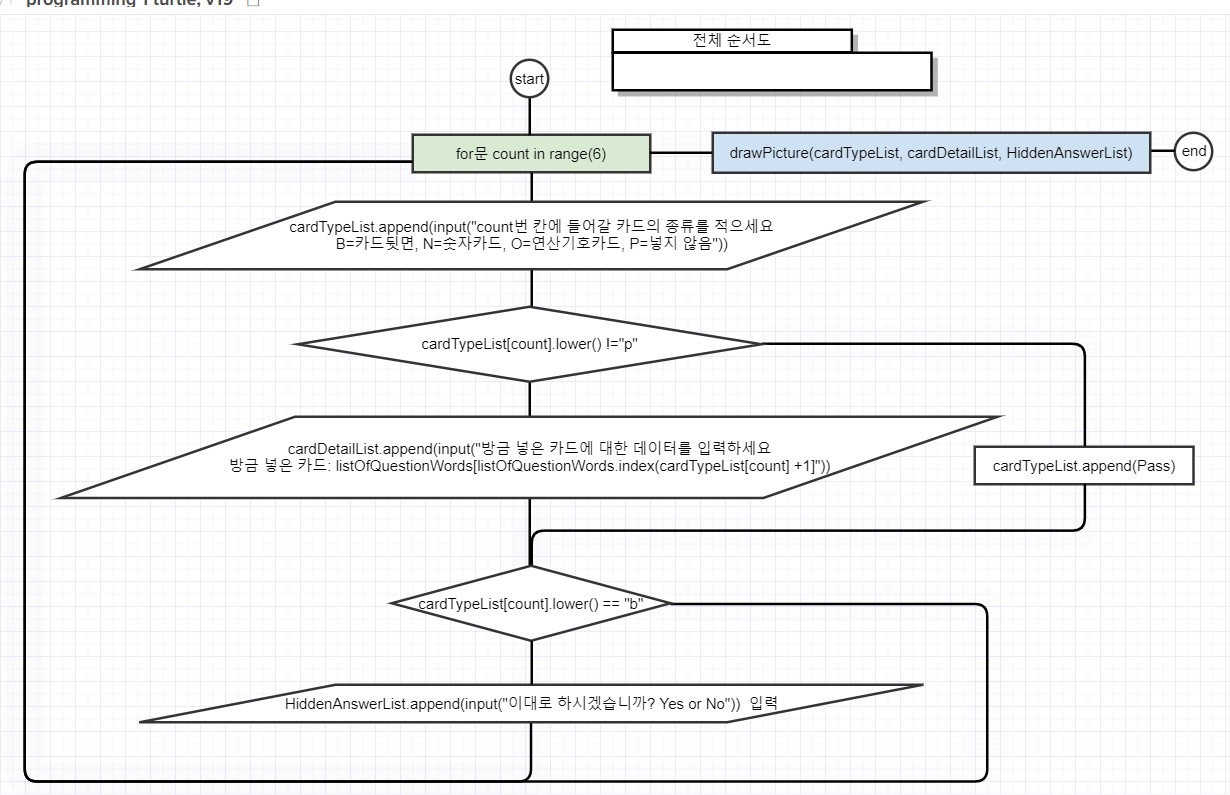 programming 1 turtle, v19
전체 순서도
start
for문 count in range(6)
drawPicture(cardTypeList, cardDetailList, HiddenAnswerList)
end
cardTypeList.append(input("count번 칸에 들어갈 카드의 종류를 적으세요
B=카드뒷면, N=숫자카드, O=연산기호카드, P=넣지 않음"))
cardTypeList[count].lower() !="p"
cardDetailList.append(input("방금 넣은 카드에 대한 데이터를 입력하세요
방금 넣은 카드: listOfQuestionWords[listOfQuestionWords.index(cardTypeList[count] +1]"))
cardTypeList.append(Pass)
cardTypeList[count].lower() == "b"
HiddenAnswerList.append(input("이대로 하시겠습니까? Yes or No")) 입력